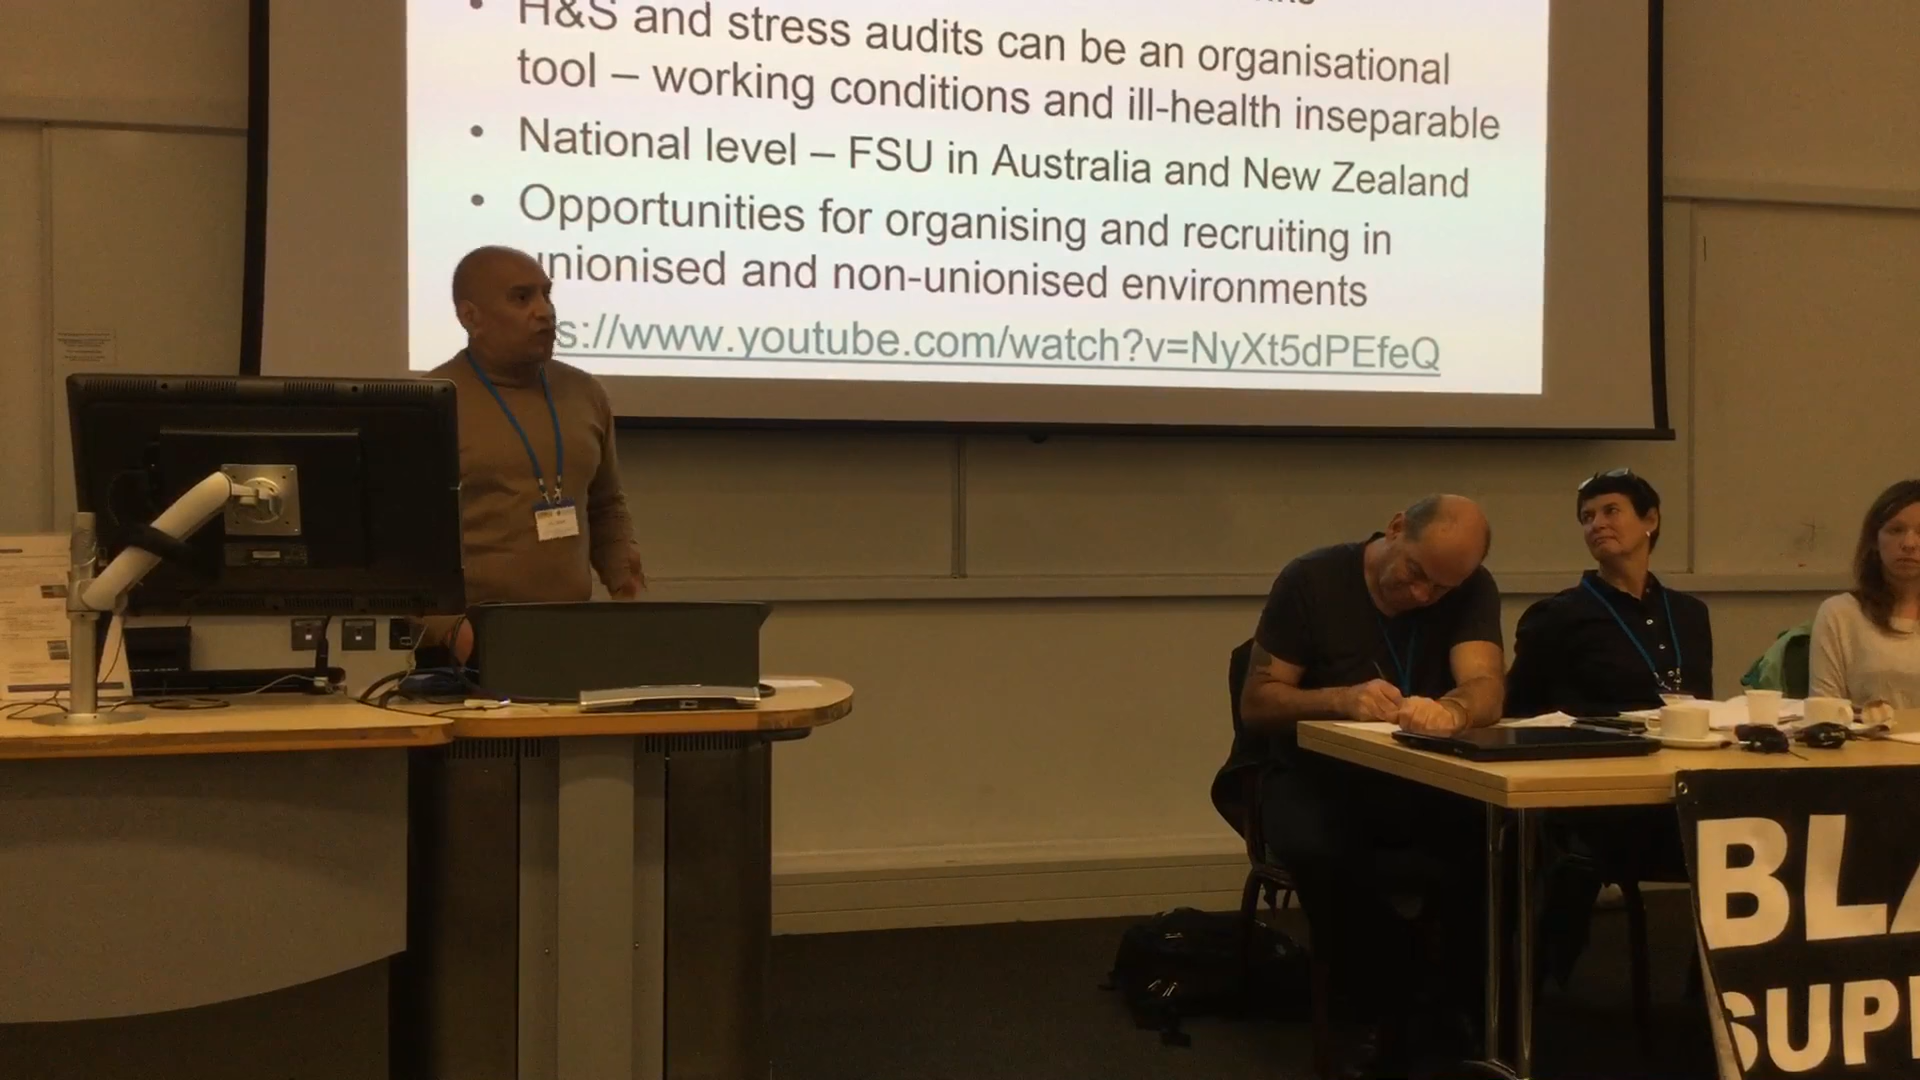 • H&S and stress audits can be an organisational
tool – working conditions and ill-health inseparable
• National level – FSU in Australia and New Zealand
• Opportunities for organising and recruiting in
unionised and non-unionised environments
s://www.youtube.com/watch?v=NyXt5dPEfeQ
BLA
SUPP